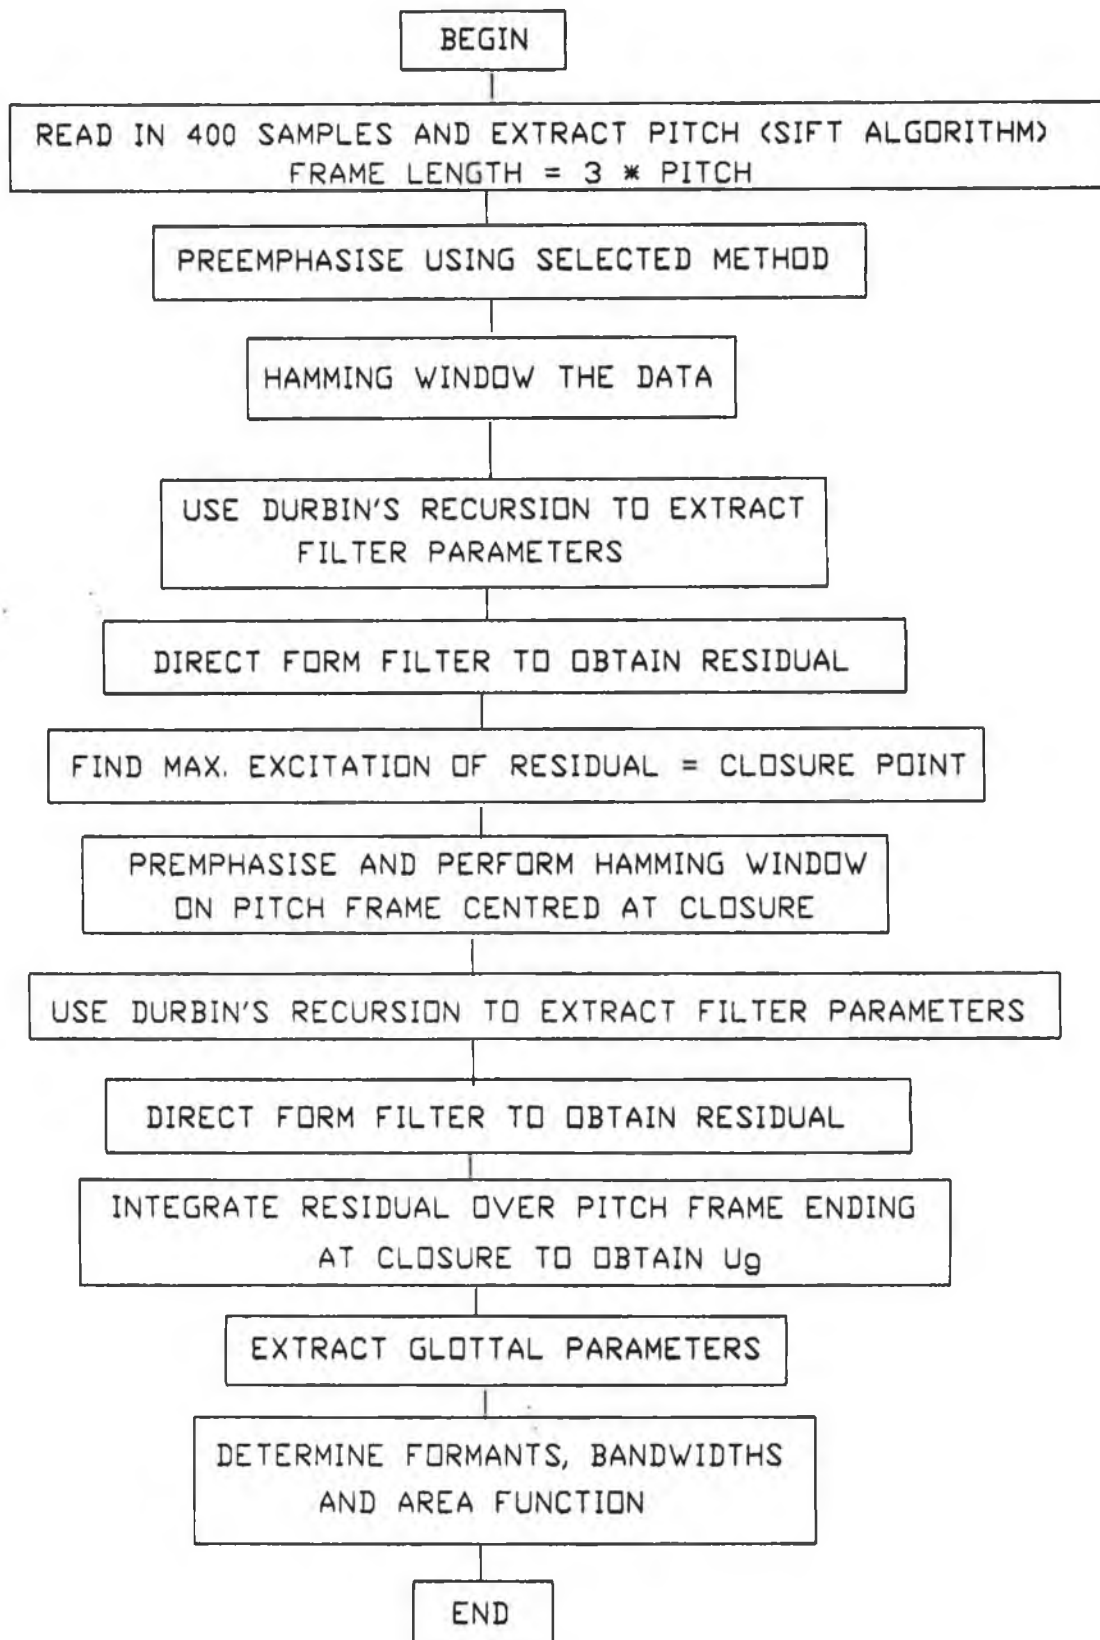 BEGIN
READ IN 400 SAMPLES AND EXTRACT PITCH (SIFT ALGORITHM)
FRAME LENGTH = 3 * PITCH
PREEMPHASISE USING SELECTED METHOD
HAMMING WINDOW THE DATA
USE DURBIN'S RECURSION TO EXTRACT
FILTER PARAMETERS
DIRECT FORM FILTER TO OBTAIN RESIDUAL
FIND MAX. EXCITATION OF RESIDUAL = CLOSURE POINT
PREMPHASISE AND PERFORM HAMMING WINDOW
ON PITCH FRAME CENTRED AT CLOSURE
USE DURBIN'S RECURSION TO EXTRACT FILTER PARAMETERS
DIRECT FORM FILTER TO OBTAIN RESIDUAL
INTEGRATE RESIDUAL OVER PITCH FRAME ENDING
AT CLOSURE TO OBTAIN Ug
EXTRACT GLOTTAL PARAMETERS
DETERMINE FORMANTS, BANDWIDTHS
AND AREA FUNCTION
END